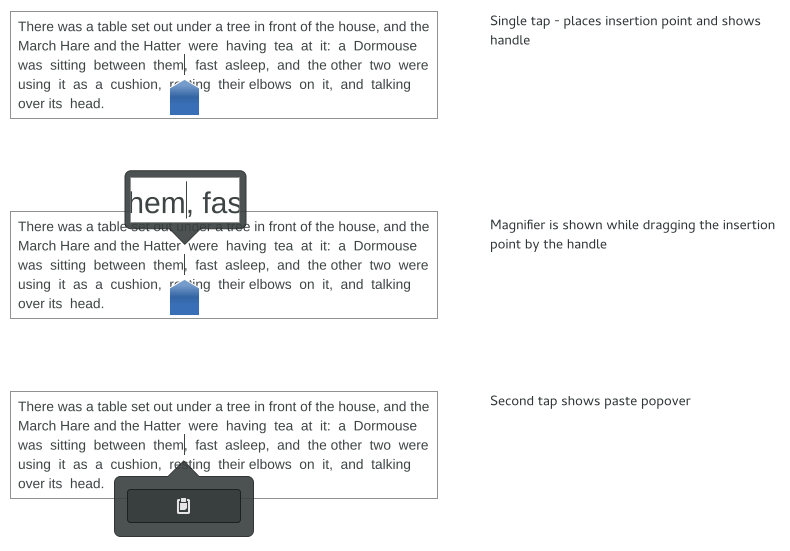 There was a table set out under a tree in front of the house, and the
March Hare and the Hatter were having tea at it: a Dormouse
was sitting between them, fast asleep, and the other two were
using it as a cushion, resting their elbows on it, and talking
over its head.
Single tap - places insertion point and shows
handle
hem, fas
There was a table set out under a tree in front of the house, and the
March Hare and the Hatter were having tea at it: a Dormouse
was sitting between them, fast asleep, and the other two were
using it as a cushion, resting their elbows on it, and talking
over its head.
Magnifier is shown while dragging the insertion
point by the handle
There was a table set out under a tree in front of the house, and the
March Hare and the Hatter were having tea at it: a Dormouse
was sitting between them, fast asleep, and the other two were
using it as a cushion, resting their elbows on it, and talking
over its head.
Second tap shows paste popover